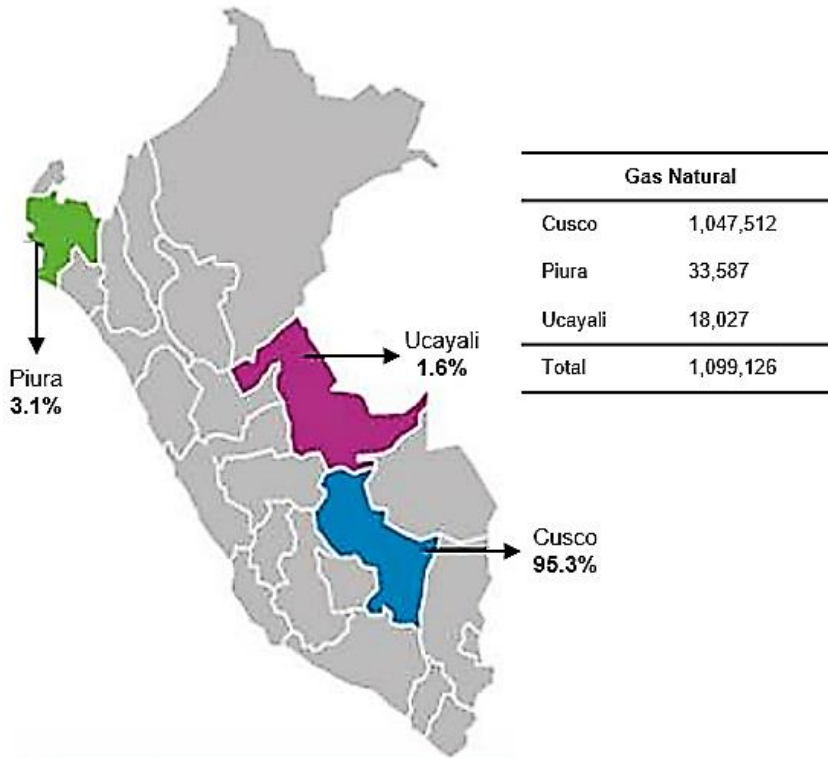 Gas Natural
Cusco 1,047,512
Piura 33,587
Ucayali 18,027
Total 1,099,126
Ucayali
1.6%
Piura
3.1%
Cusco
95.3%